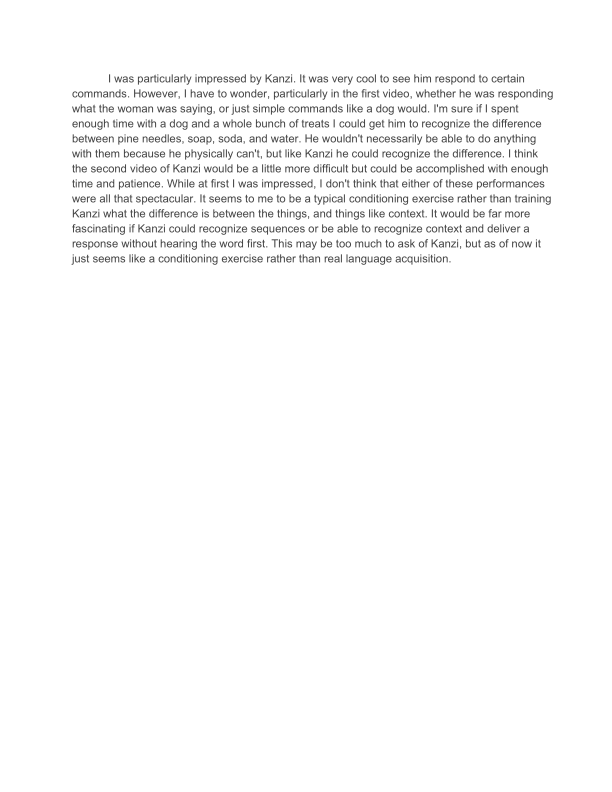 I was particularly impressed by Kanzi. It was very cool to see him respond to certain
commands. However, I have to wonder, particularly in the first video, whether he was responding
what the woman was saying, or just simple commands like a dog would. I'm sure if I spent
enough time with a dog and a whole bunch of treats I could get him to recognize the difference
between pine needles, soap, soda, and water. He wouldn't necessarily be able to do anything
with them because he physically can't, but like Kanzi he could recognize the difference. I think
the second video of Kanzi would be a little more difficult but could be accomplished with enough
time and patience. While at first I was impressed, I don't think that either of these performances
were all that spectacular. It seems to me to be a typical conditioning exercise rather than training
Kanzi what the difference is between the things, and things like context. It would be far more
fascinating if Kanzi could recognize sequences or be able to recognize context and deliver a
response without hearing the word first. This may be too much to ask of Kanzi, but as of now it
just seems like a conditioning exercise rather than real language acquisition.